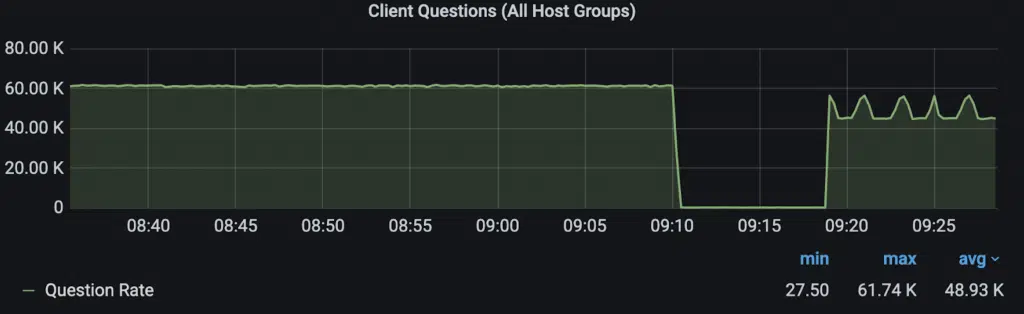 Client Questions (All Host Groups)
80.00 K
60.00 K
40.00 K
20.00 K
0
08:40 08:45 08:50 08:55 09:00 09:05 09:10 09:15 09:20 09:25
min max avg
Question Rate 27.50 61.74 K 48.93 K